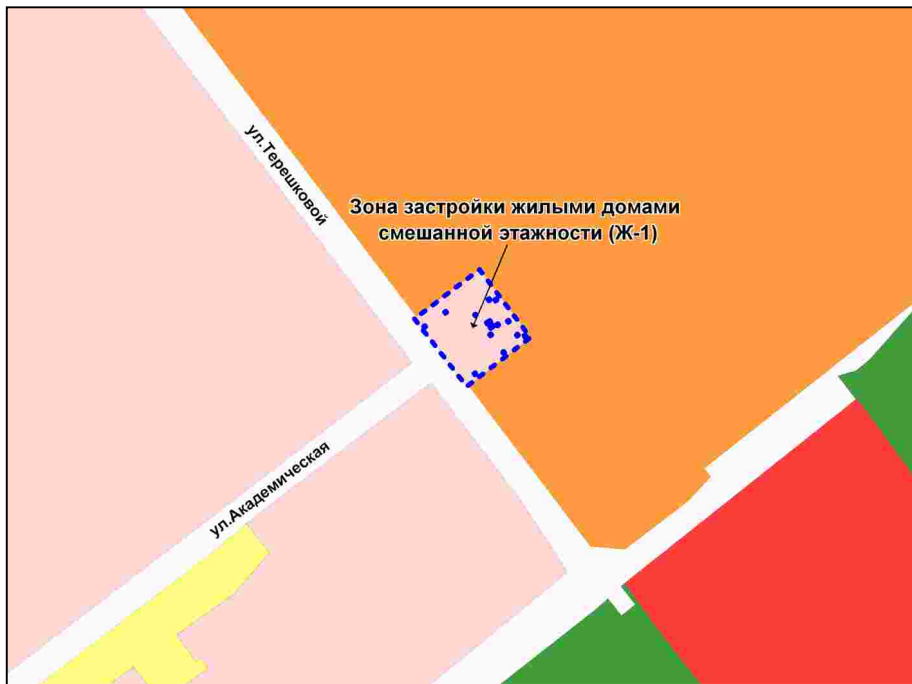 ул.Терешковой
Зона застройки жилыми домами
смешанной этажности (Ж-1)
ул.Академическая